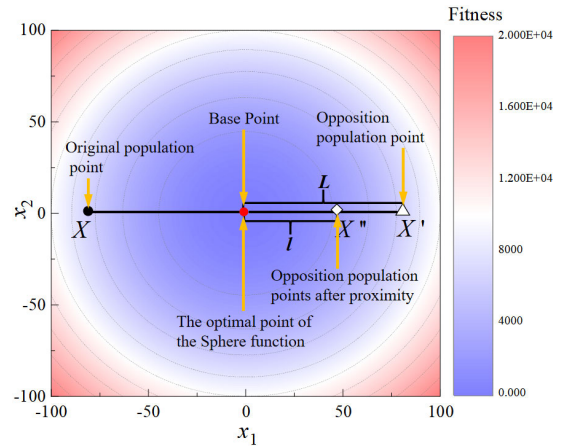 Fitness
100
50
0
-50
-100
x2
Original population
point
Base Point
Opposition
population point
L
X
l
X "
X '
Opposition population
points after proximity
The optimal point of
the Sphere function
-100
-50
0
50
100
x1
2.000E+04
1.600E+04
1.200E+04
8000
4000
0.000